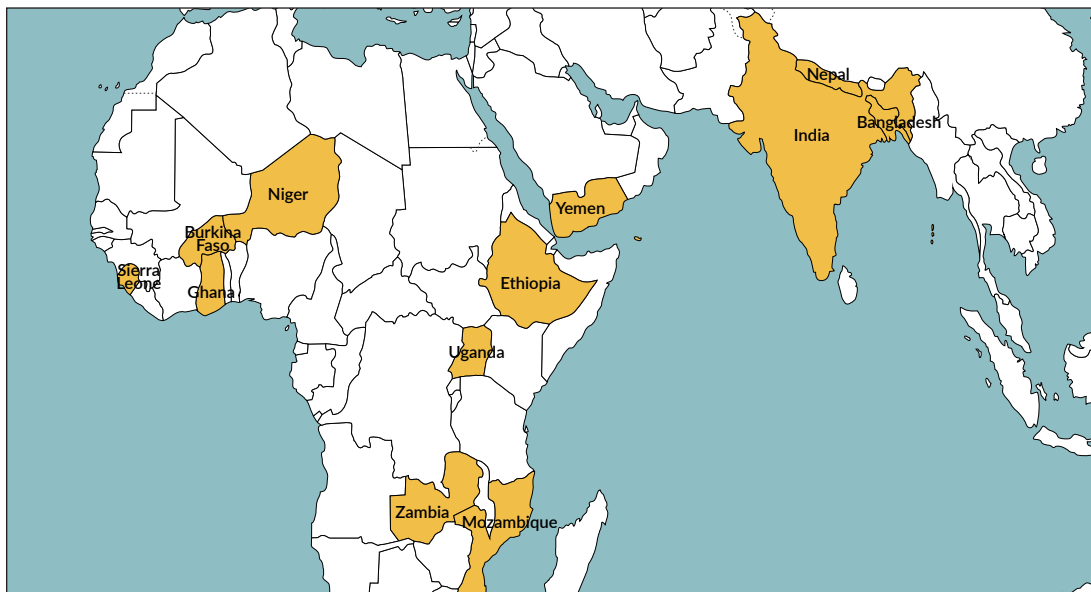 Nepal
Bangladesh
India
Niger
Yemen
Burkina
Faso
Sierra
Leone
Ghana
Ethiopia
Uganda
Zambia
Mozambique